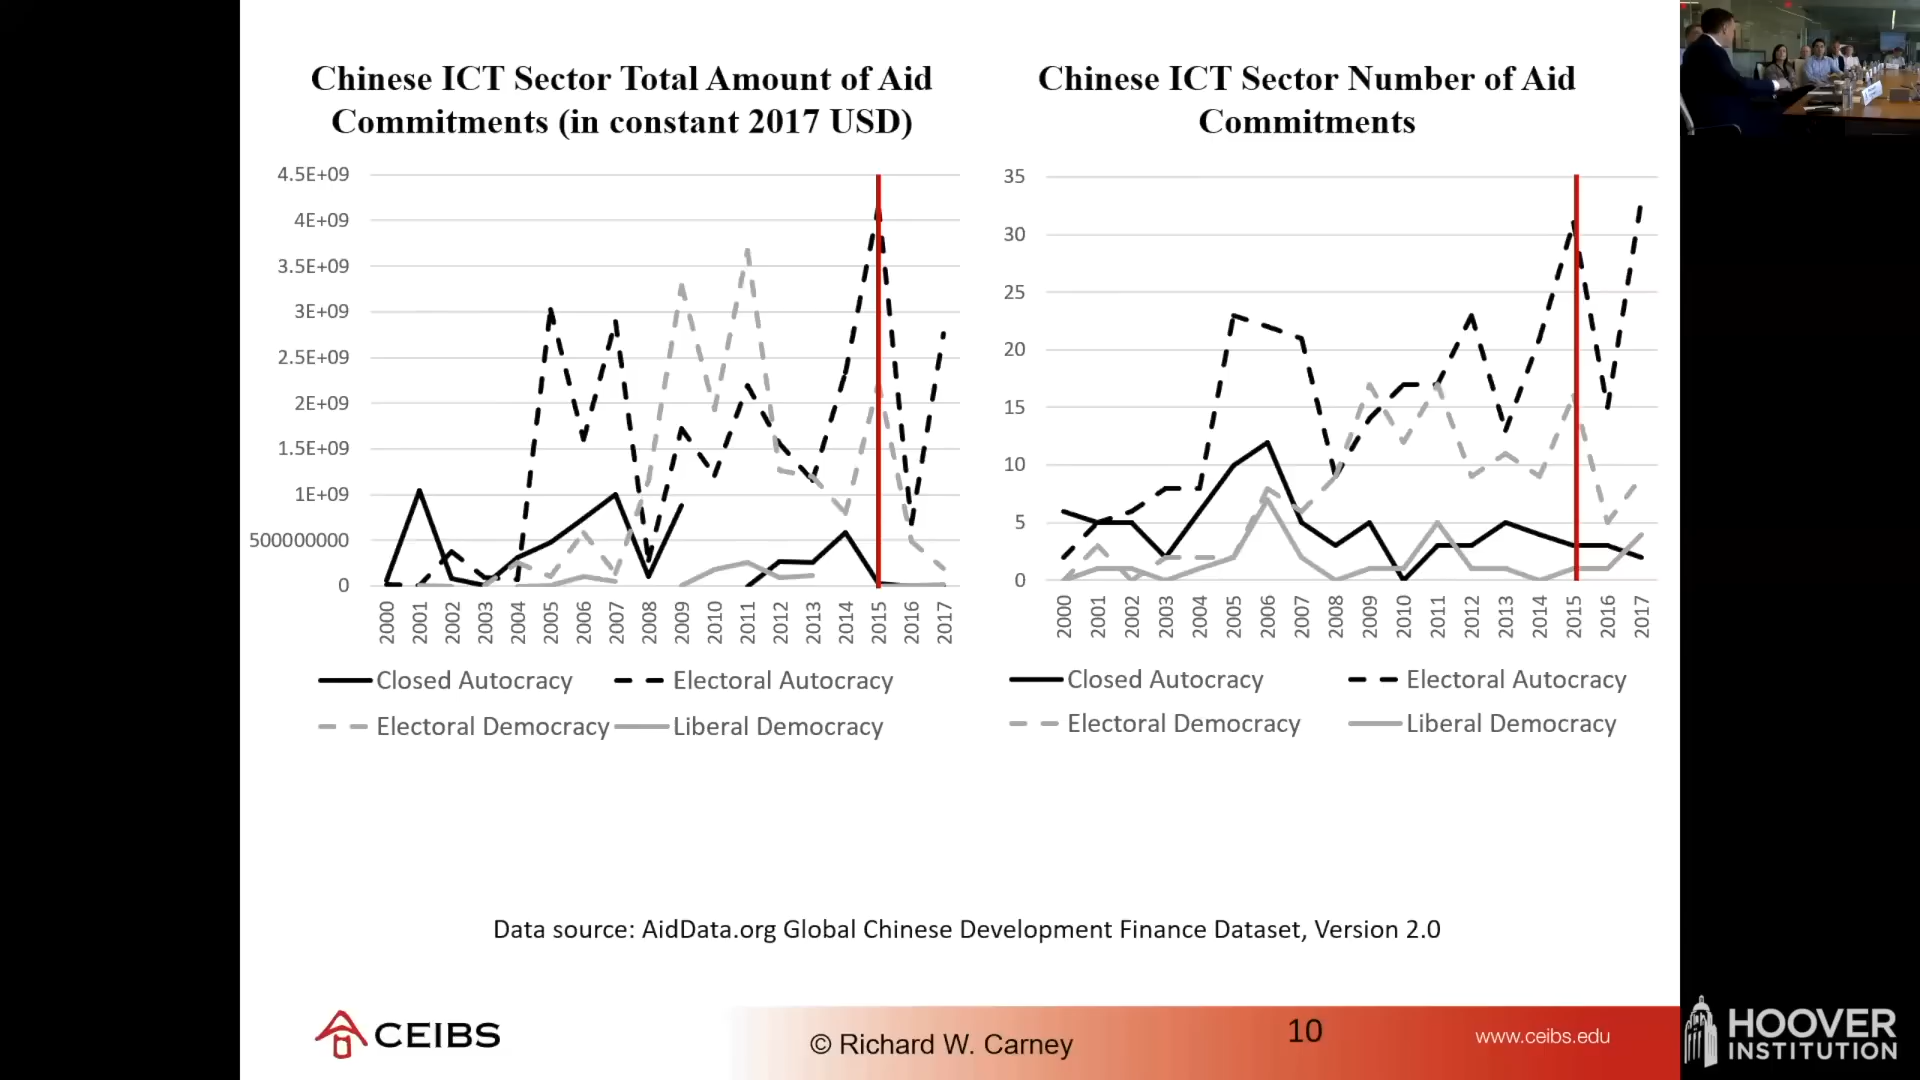 Chinese ICT Sector Total Amount of Aid
Commitments (in constant 2017 USD)
4.5E+09
4E+09
3.5E+09
3E+09
2.5E+09
2E+09
1.5E+09
1E+09
500000000
0
2000 2001 2002 2003 2004 2005 2006 2007 2008 2009 2010 2011 2012 2013 2014 2015 2016 2017
Closed Autocracy Electoral Autocracy
Electoral Democracy Liberal Democracy
Chinese ICT Sector Number of Aid
Commitments
35
30
25
20
15
10
5
0
2000 2001 2002 2003 2004 2005 2006 2007 2008 2009 2010 2011 2012 2013 2014 2015 2016 2017
Closed Autocracy Electoral Autocracy
Electoral Democracy Liberal Democracy
Data source: AidData.org Global Chinese Development Finance Dataset, Version 2.0
CEIBS
© Richard W. Carney
10
www.ceibs.edu
HOOVER
INSTITUTION